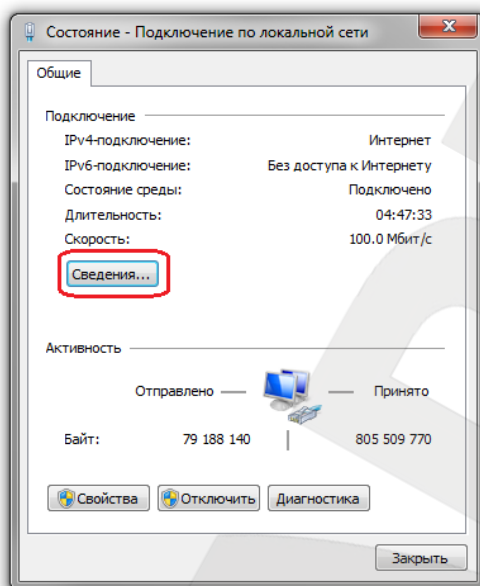 Состояние - Подключение по локальной сети
Общие
Подключение
IPv4-подключение: Интернет
IPv6-подключение: Без доступа к Интернету
Состояние среды: Подключено
Длительность: 04:47:33
Скорость: 100.0 Мбит/с
Сведения...
Активность
Отправлено — — Принято
Байт: 79 188 140 | 805 509 770
Свойства Отключить Диагностика
Закрыть